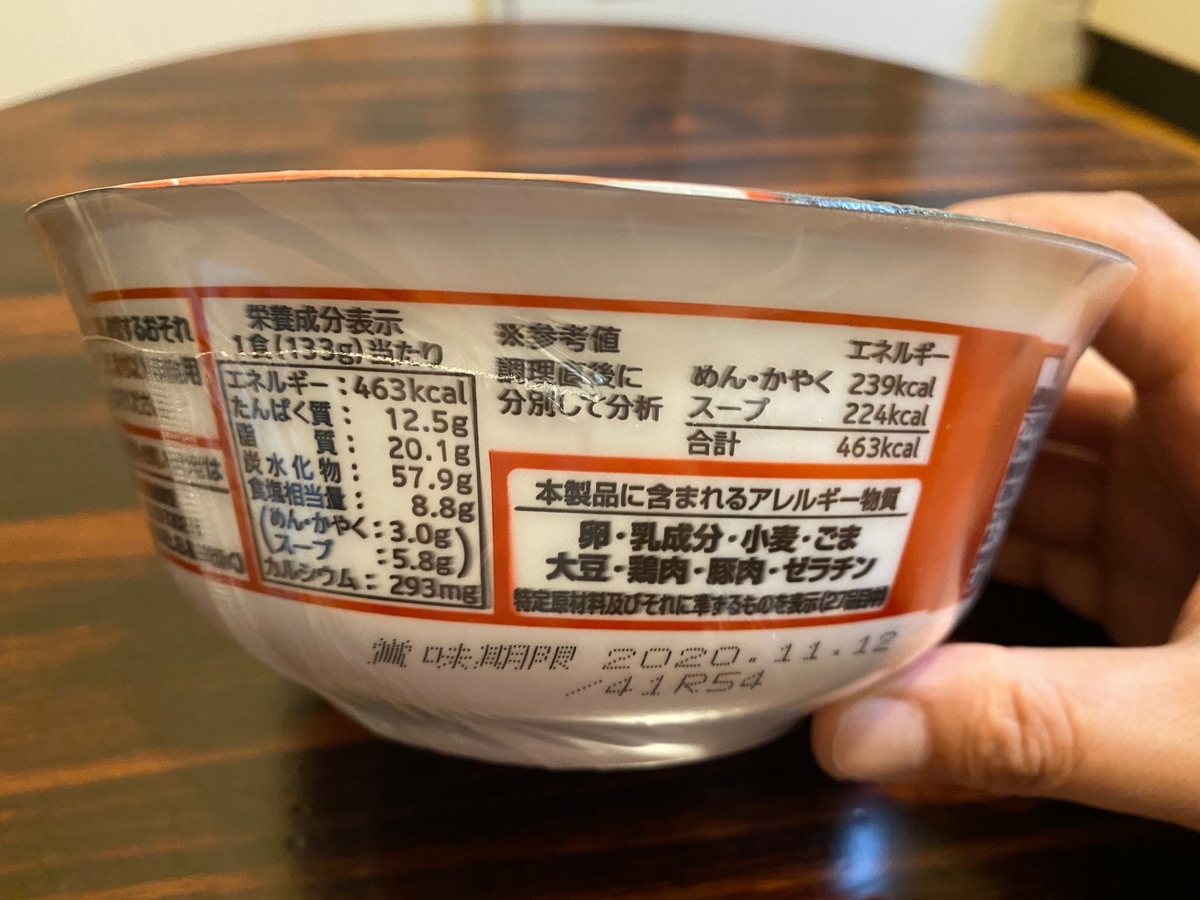 するおそれ
栄養成分表示
1食(133g)当たり
エネルギー:463kcal
たんぱく質: 12.5g
脂質: 20.1g
炭水化物: 57.9g
食塩相当量: 8.8g
(めん・かやく:3.0g)
(スープ:5.8g)
カルシウム: 293mg
※参考値
調理直後に
分別して分析
エネルギー
めん・かやく 239kcal
スープ 224kcal
合計 463kcal
本製品に含まれるアレルギー物質
卵・乳成分・小麦・ごま
大豆・鶏肉・豚肉・ゼラチン
特定原材料及びそれに準ずるものを表示(27品目中)
賞味期限 2020.11.12
/41R54